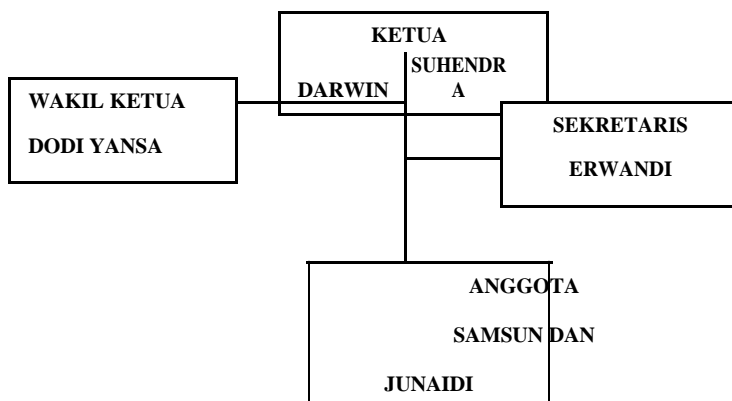 KETUA
DARWIN SUHENDR
A
WAKIL KETUA
DODI YANSA
SEKRETARIS
ERWANDI
ANGGOTA
SAMSUN DAN
JUNAIDI